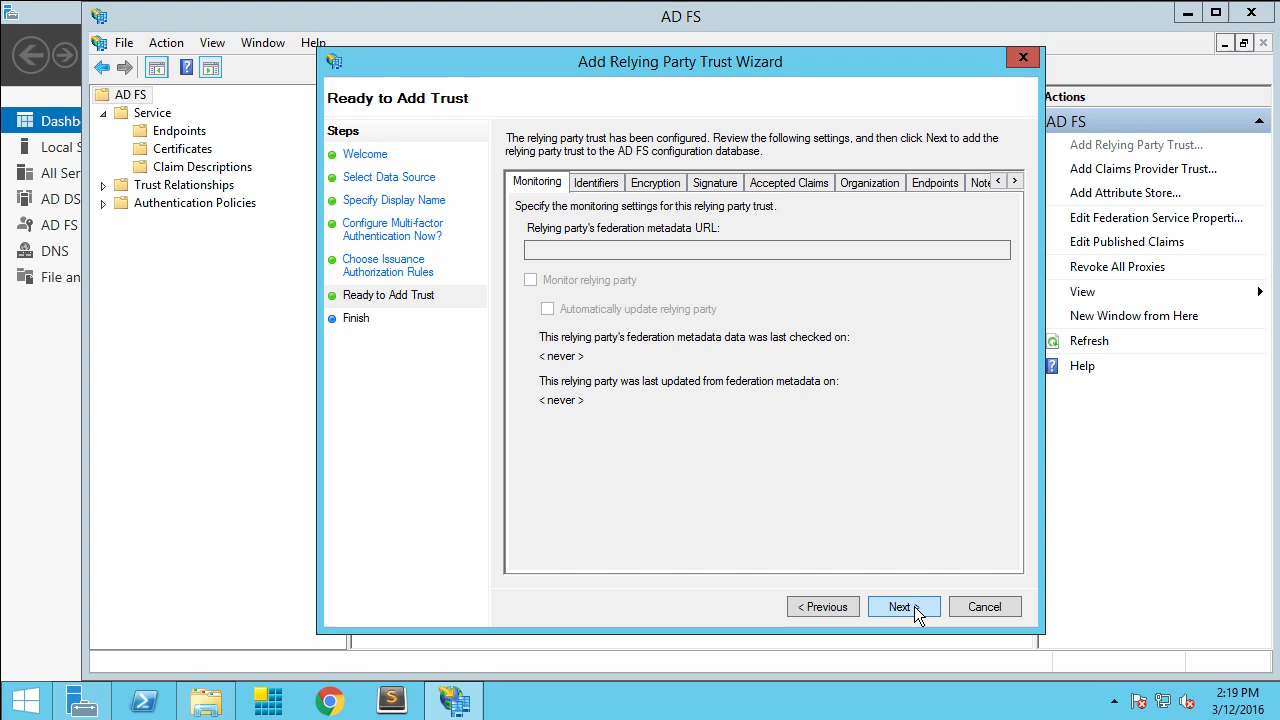 AD FS
File Action View Window Help
Dashb
Local S
All Ser
AD DS
AD FS
DNS
File an
AD FS
Service
Endpoints
Certificates
Claim Descriptions
Trust Relationships
Authentication Policies
Add Relying Party Trust Wizard
Ready to Add Trust
Steps
Welcome
Select Data Source
Specify Display Name
Configure Multi-factor
Authentication Now?
Choose Issuance
Authorization Rules
Ready to Add Trust
Finish
The relying party trust has been configured. Review the following settings, and then click Next to add the
relying party trust to the AD FS configuration database.
Monitoring Identifiers Encryption Signature Accepted Claims Organization Endpoints Note < >
Specify the monitoring settings for this relying party trust.
Relying party's federation metadata URL:
Monitor relying party
Automatically update relying party
This relying party's federation metadata data was last checked on:
< never >
This relying party was last updated from federation metadata on:
< never >
< Previous Next > Cancel
Actions
AD FS
Add Relying Party Trust...
Add Claims Provider Trust...
Add Attribute Store...
Edit Federation Service Properti...
Edit Published Claims
Revoke All Proxies
View
New Window from Here
Refresh
Help
2:19 PM
3/12/2016